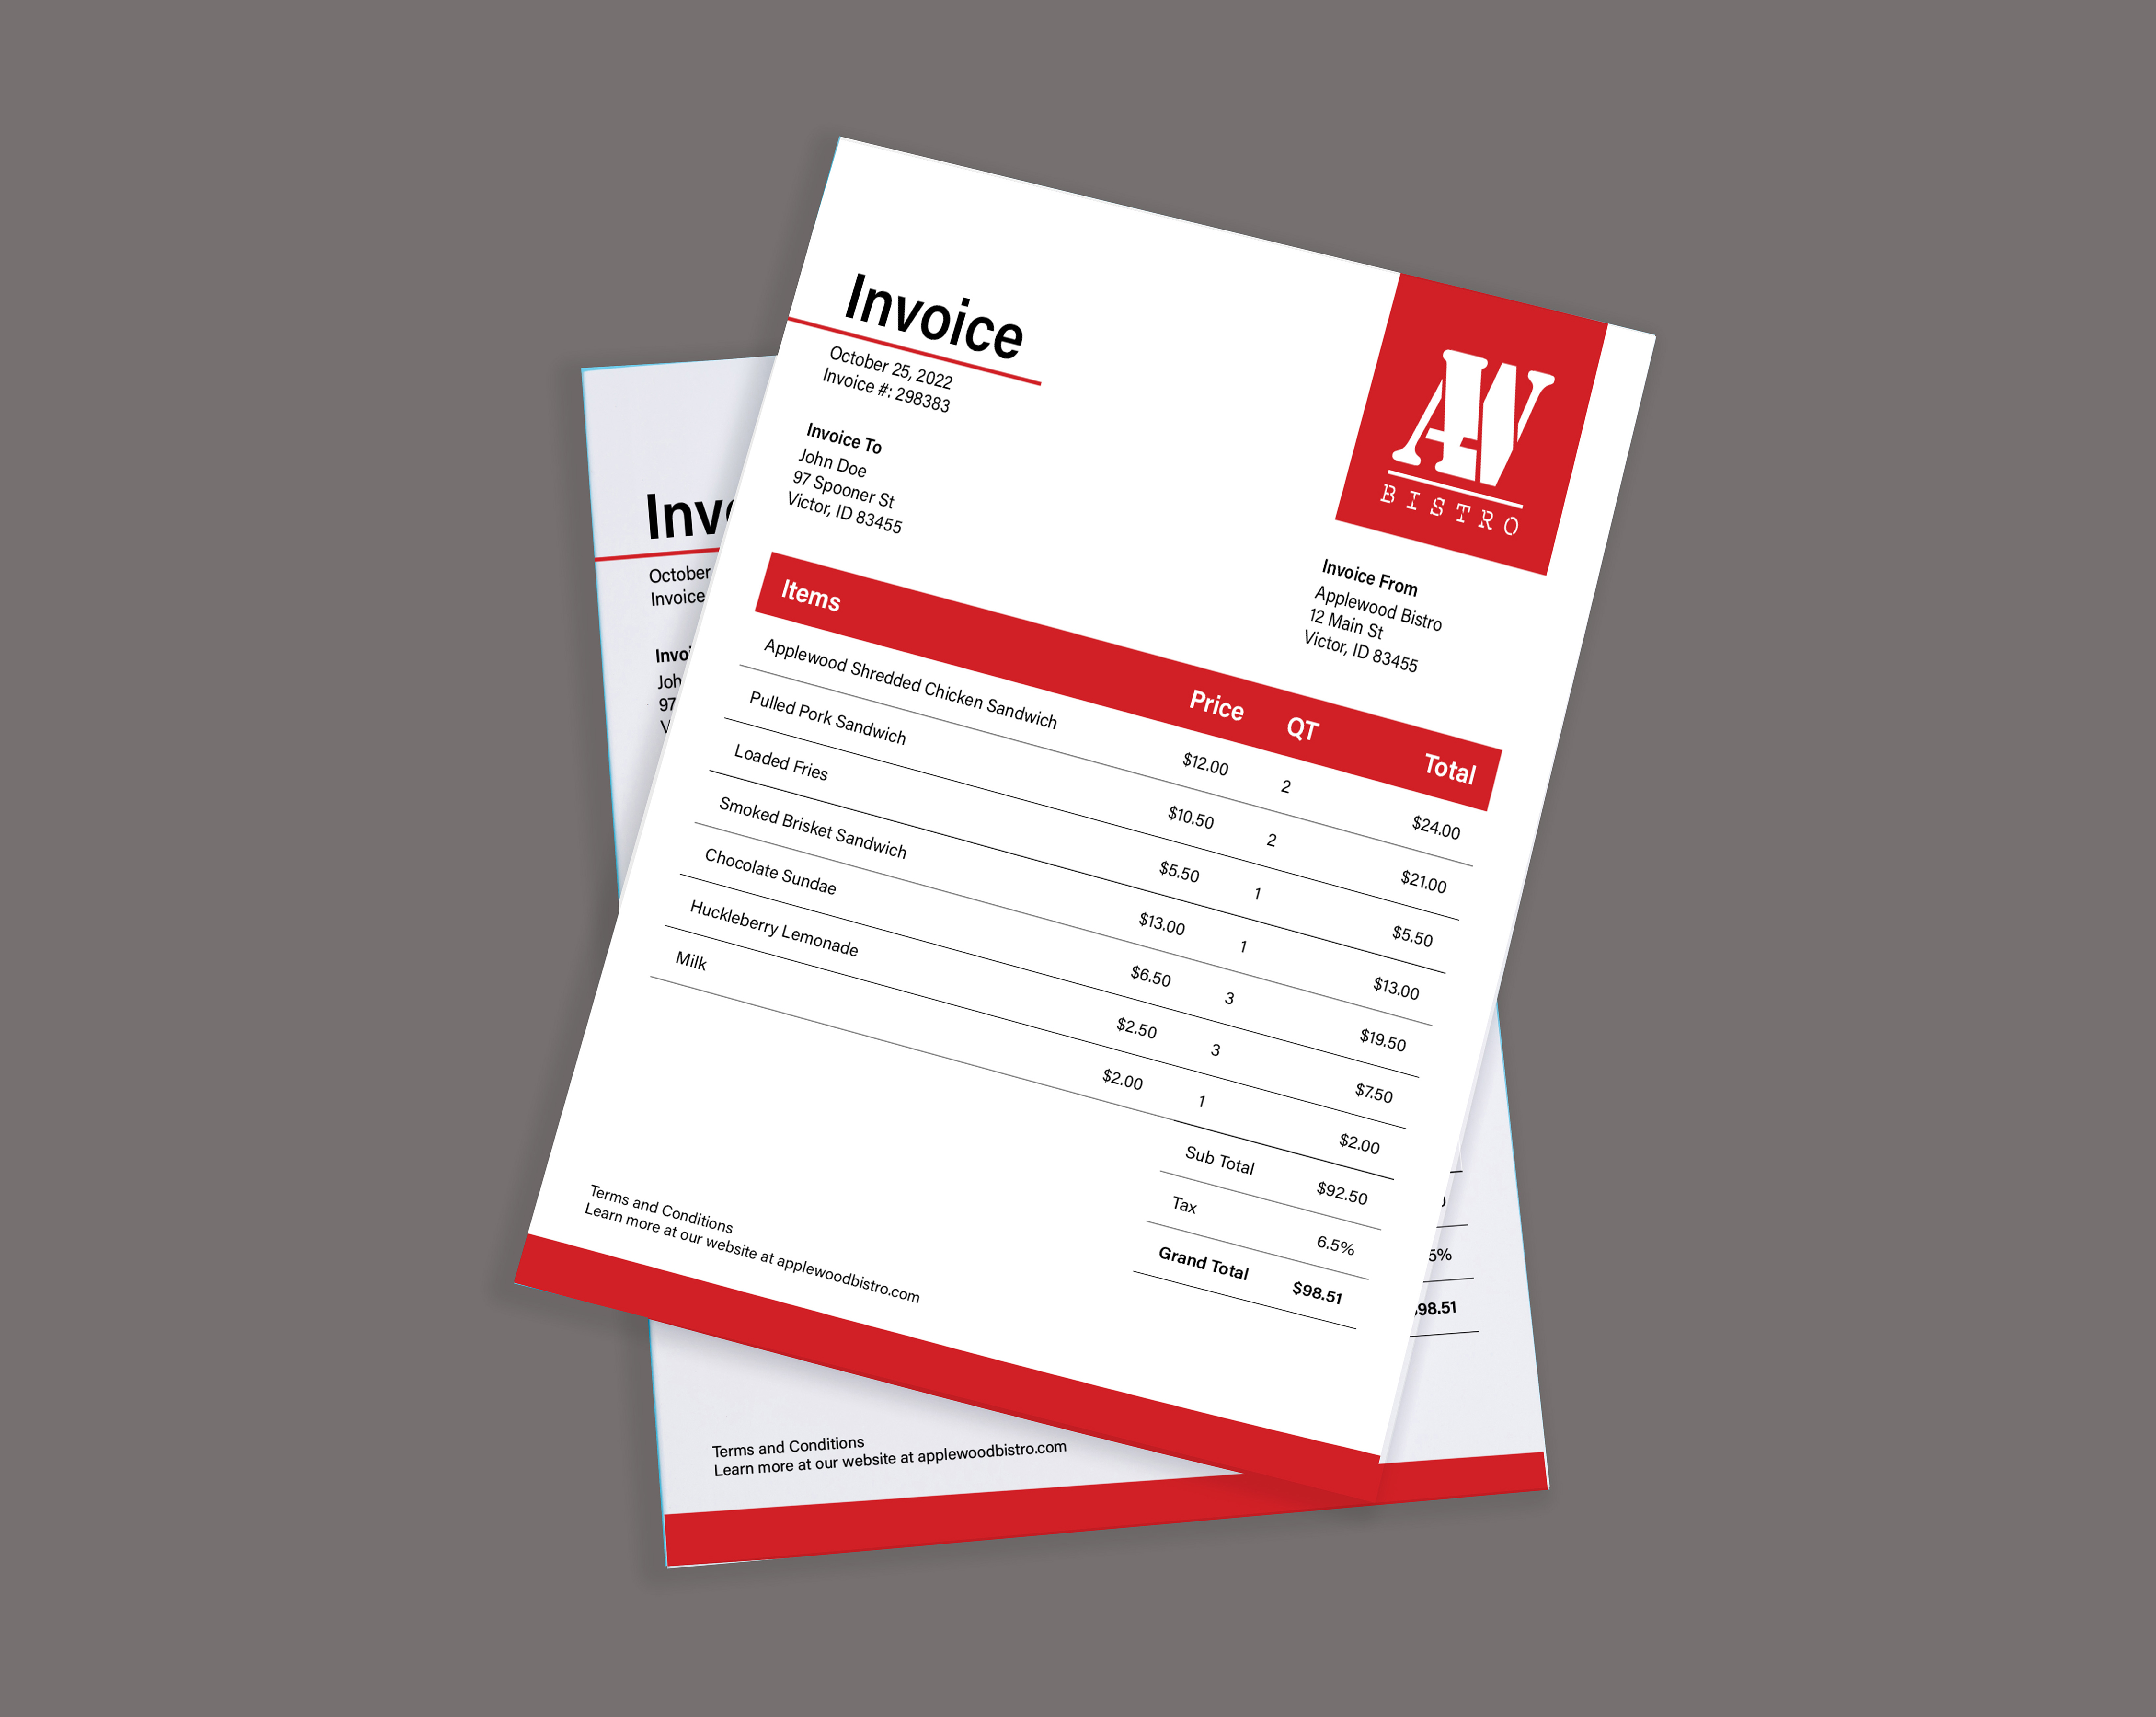 Invoice
October 25, 2022
Invoice #: 298383
Invoice To
John Doe
97 Spooner St
Victor, ID 83455
AW
BISTRO
Invoice From
Applewood Bistro
12 Main St
Victor, ID 83455
Items Price QT Total
Applewood Shredded Chicken Sandwich $12.00 2 $24.00
Pulled Pork Sandwich $10.50 2 $21.00
Loaded Fries $5.50 1 $5.50
Smoked Brisket Sandwich $13.00 1 $13.00
Chocolate Sundae $6.50 3 $19.50
Huckleberry Lemonade $2.50 3 $7.50
Milk $2.00 1 $2.00
Sub Total $92.50
Tax 6.5%
Grand Total $98.51
Terms and Conditions
Learn more at our website at applewoodbistro.com
October
Invoice
97
5%
98.51
Terms and Conditions
Learn more at our website at applewoodbistro.com